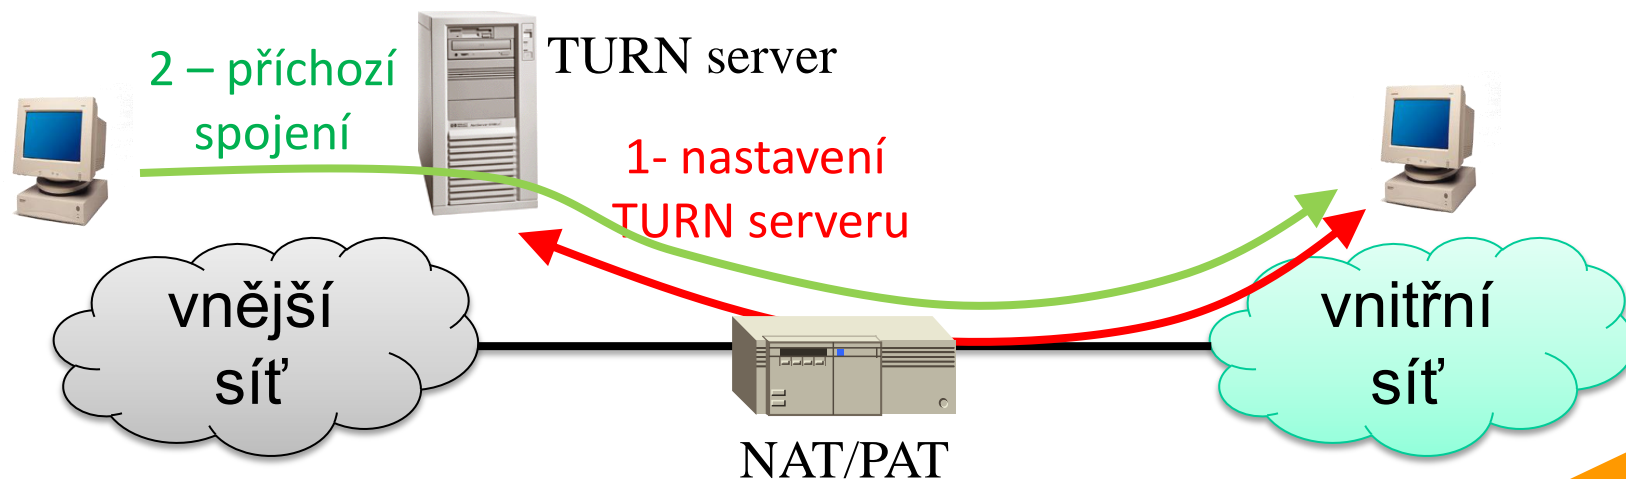 2 – příchozí
spojení
TURN server
1- nastavení
TURN serveru
vnější
síť
vnitřní
síť
NAT/PAT